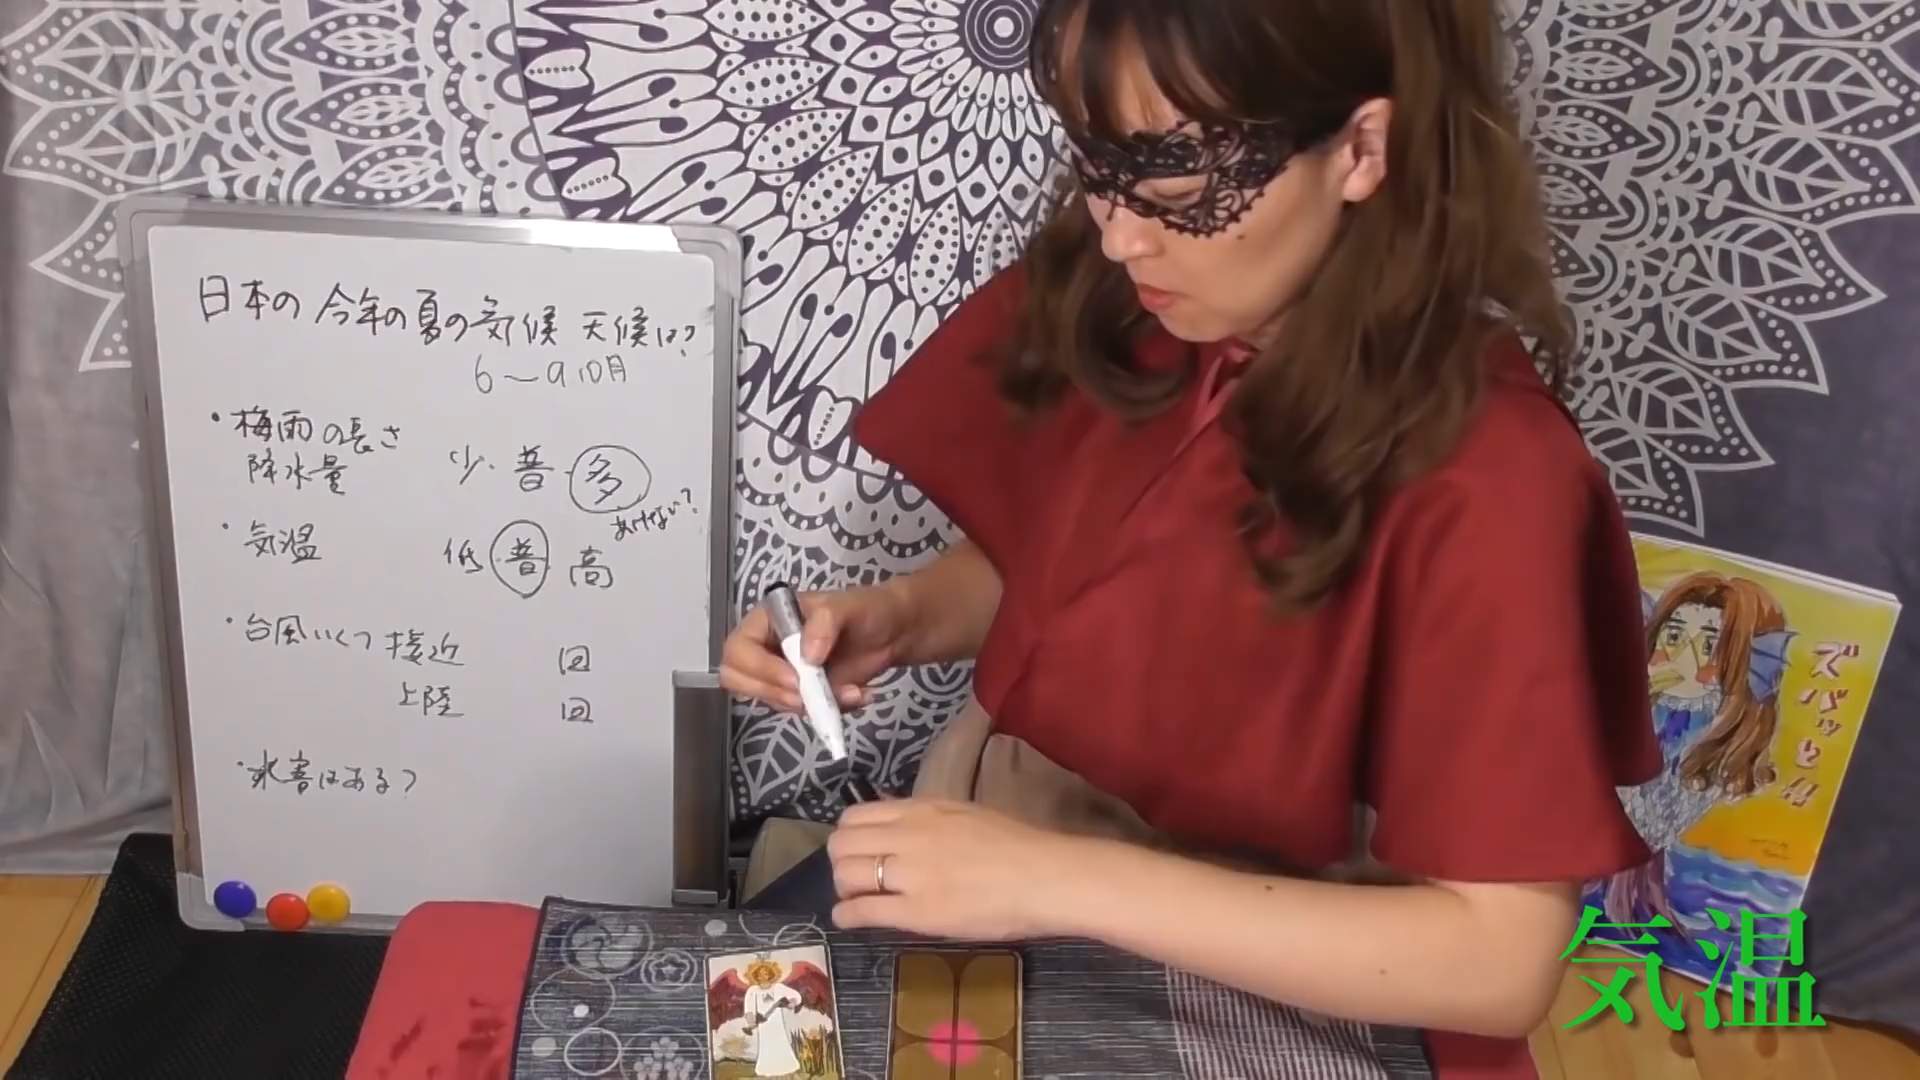 日本の 今年の夏の気候 天候は?
6〜9 10月
・梅雨の長さ
降水量 少・普・多
あけない?
・気温 低・普・高
・台風いくつ 接近 回
上陸 回
・水害はある?
ズバッと
気温